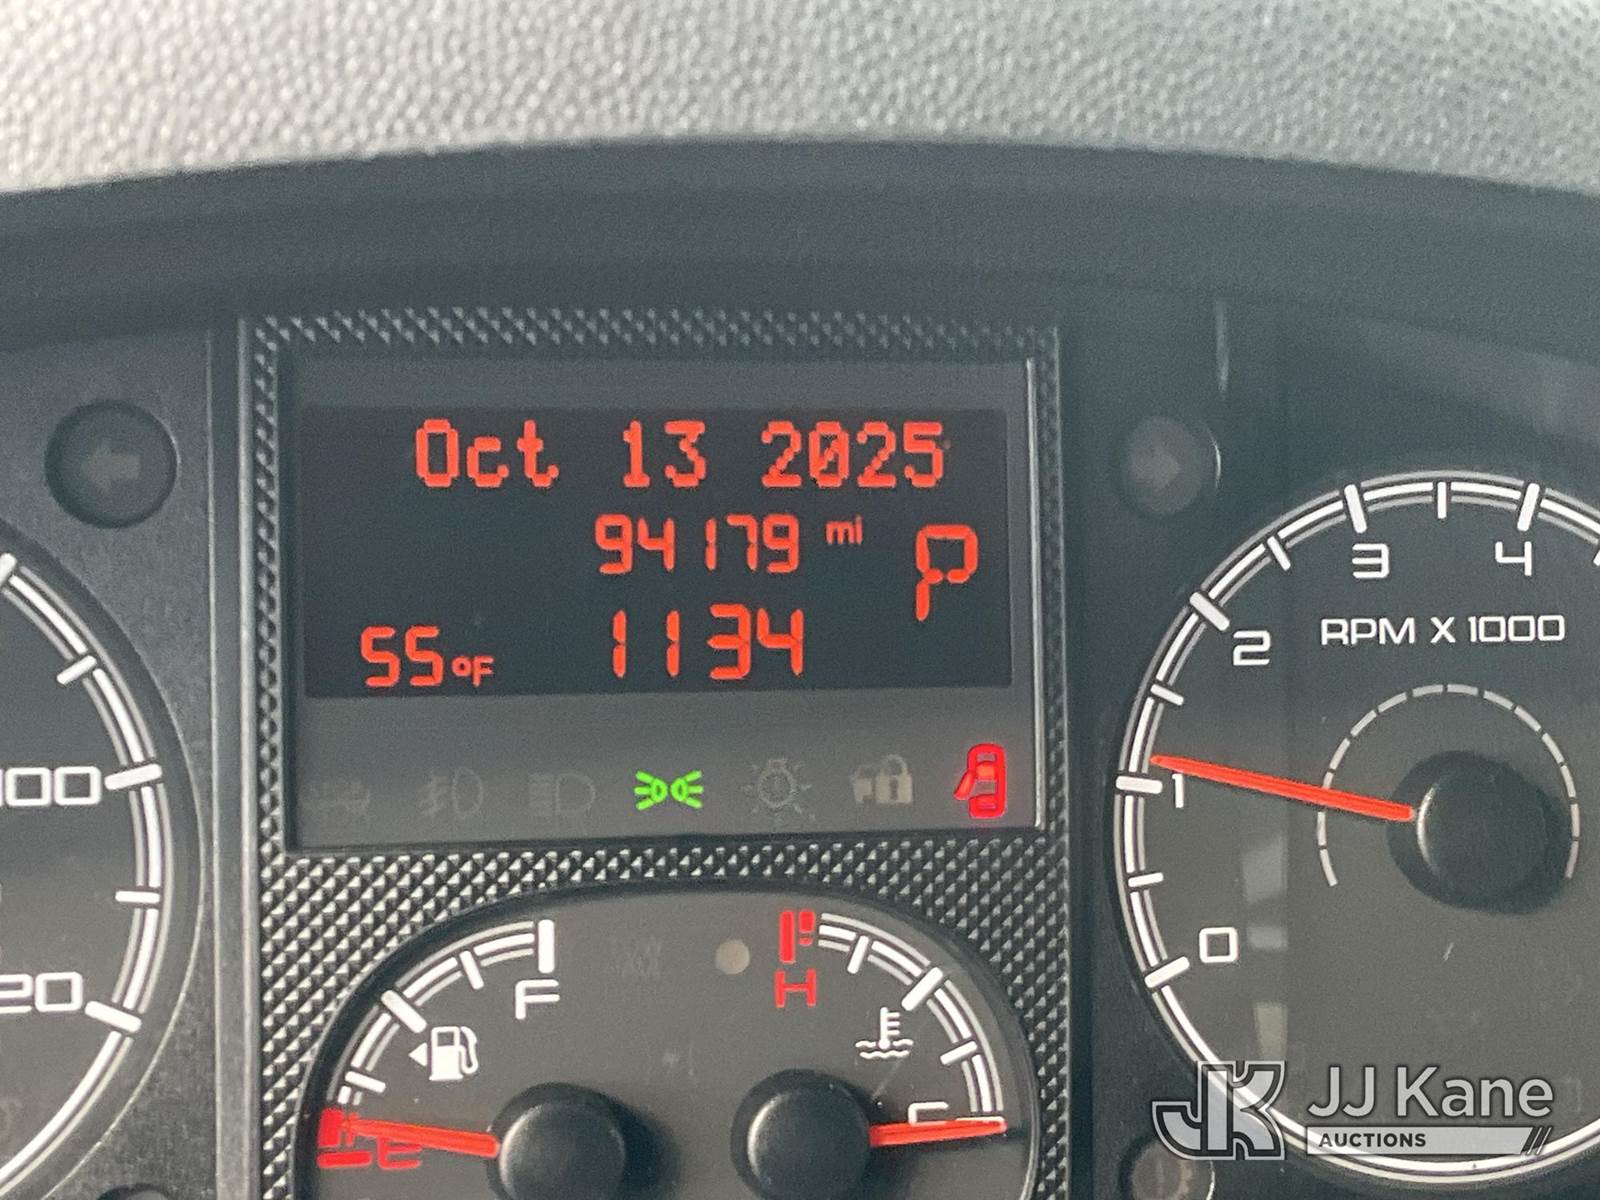 Oct 13 2025
94179 mi
P
55°F
1134
100
20
F
E
H
C
0
1
2
3
4
RPM X 1000
JK JJ Kane
AUCTIONS